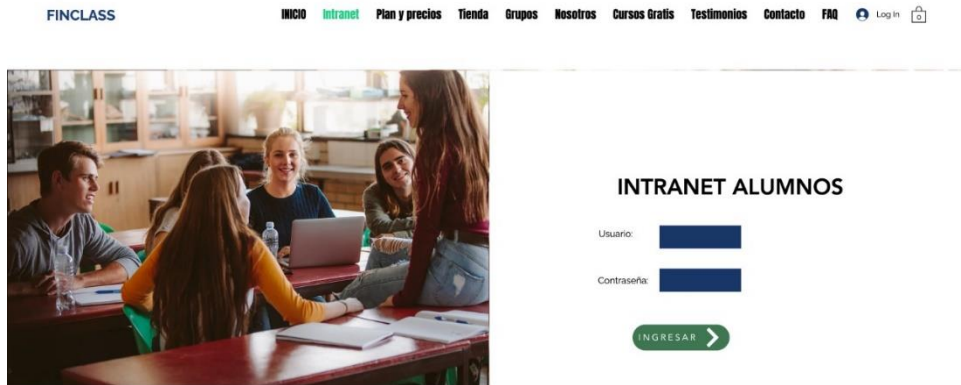 FINCLASS
INICIO Intranet Plan y precios Tienda Grupos Nosotros Cursos Gratis Testimonios Contacto FAQ Log In 0
INTRANET ALUMNOS
Usuario:
Contraseña:
INGRESAR